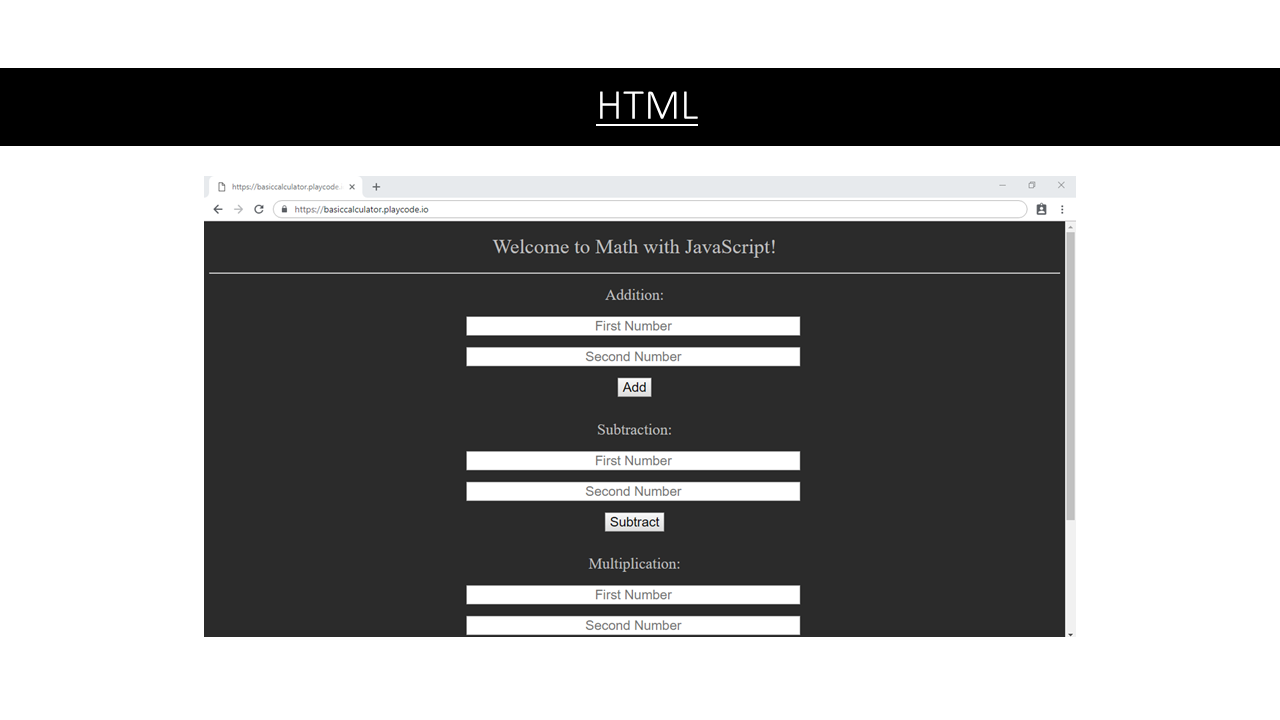 HTML
https://basiccalculator.playcode.
https://basiccalculator.playcode.io
Welcome to Math with JavaScript!
Addition:
First Number
Second Number
Add
Subtraction:
First Number
Second Number
Subtract
Multiplication:
First Number
Second Number